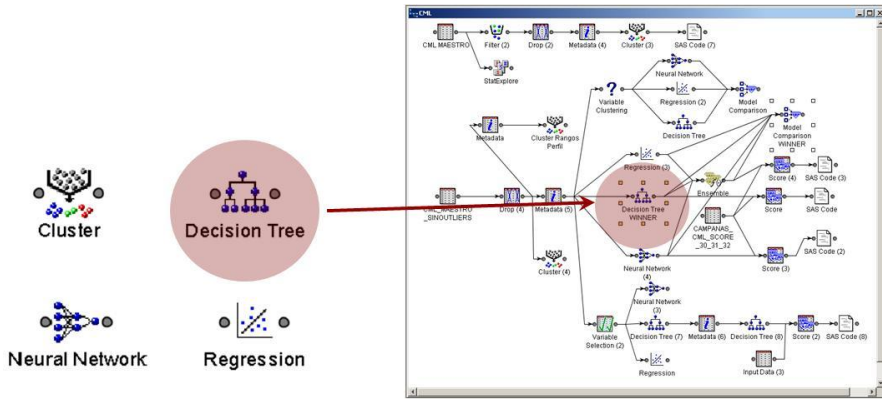 Cluster
Decision Tree
Neural Network
Regression
CML
CML MAESTRO
Filter (2)
Drop (2)
Metadata (4)
Cluster (3)
SAS Code (7)
StatExplore
Neural Network
Variable
Clustering
Regression (2)
Model
Comparison
Decision Tree
Metadata
Cluster Rangos
Perfil
Model
Comparison
WINNER
Regression (3)
Ensemble
Score (4)
SAS Code (3)
CML_MAESTRO
_SINOUTLIERS
Drop (4)
Metadata (5)
Decision Tree
WINNER
CAMPANAS_
CML_SCORE
_30_31_32
Score
SAS Code
Cluster (4)
Neural Network
(4)
Score (3)
SAS Code (2)
Neural Network
(3)
Variable
Selection (2)
Decision Tree (7)
Metadata (6)
Decision Tree (8)
Score (2)
SAS Code (8)
Regression
Input Data (3)